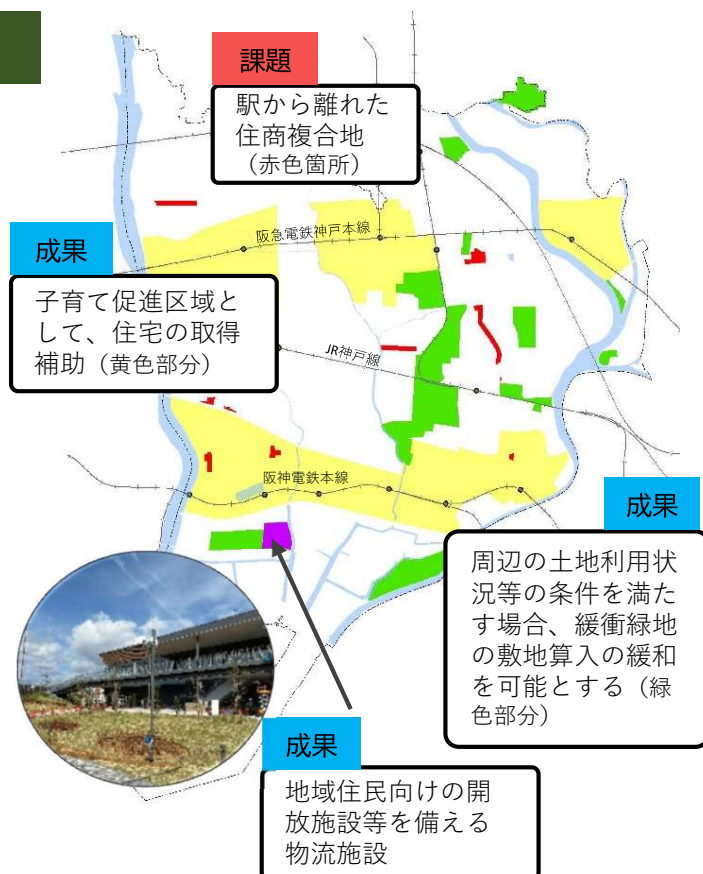 課題
駅から離れた
住商複合地
（赤色箇所）
阪急電鉄神戸本線
成果
子育て促進区域と
して、住宅の取得
補助（黄色部分）
JR神戸線
阪神電鉄本線
成果
周辺の土地利用状
況等の条件を満た
す場合、緩衝緑地
の敷地算入の緩和
を可能とする（緑
色部分）
成果
地域住民向けの開
放施設等を備える
物流施設